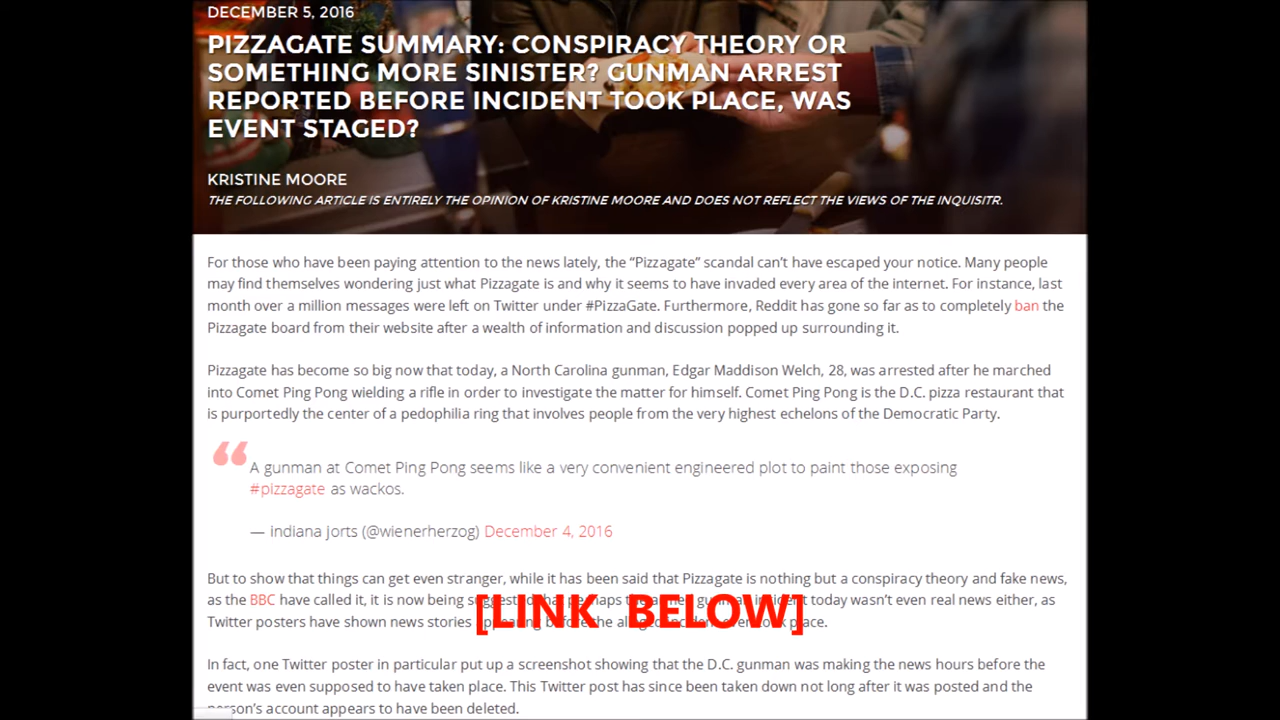 DECEMBER 5, 2016
PIZZAGATE SUMMARY: CONSPIRACY THEORY OR
SOMETHING MORE SINISTER? GUNMAN ARREST
REPORTED BEFORE INCIDENT TOOK PLACE, WAS
EVENT STAGED?
KRISTINE MOORE
THE FOLLOWING ARTICLE IS ENTIRELY THE OPINION OF KRISTINE MOORE AND DOES NOT REFLECT THE VIEWS OF THE INQUISITR.
For those who have been paying attention to the news lately, the “Pizzagate” scandal can’t have escaped your notice. Many people
may find themselves wondering just what Pizzagate is and why it seems to have invaded every area of the internet. For instance, last
month over a million messages were left on Twitter under #PizzaGate. Furthermore, Reddit has gone so far as to completely ban the
Pizzagate board from their website after a wealth of information and discussion popped up surrounding it.
Pizzagate has become so big now that today, a North Carolina gunman, Edgar Maddison Welch, 28, was arrested after he marched
into Comet Ping Pong wielding a rifle in order to investigate the matter for himself. Comet Ping Pong is the D.C. pizza restaurant that
is purportedly the center of a pedophilia ring that involves people from the very highest echelons of the Democratic Party.
“
A gunman at Comet Ping Pong seems like a very convenient engineered plot to paint those exposing
#pizzagate as wackos.
— indiana jorts (@wienerherzog) December 4, 2016
But to show that things can get even stranger, while it has been said that Pizzagate is nothing but a conspiracy theory and fake news,
as the BBC have called it, it is now being incident today wasn’t even real news either, as
Twitter posters have shown news stories place.
[LINK BELOW]
In fact, one Twitter poster in particular put up a screenshot showing that the D.C. gunman was making the news hours before the
event was even supposed to have taken place. This Twitter post has since been taken down not long after it was posted and the
person’s account appears to have been deleted.